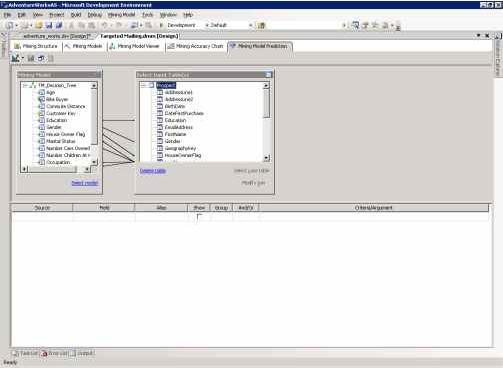 AdventureWorksAS - Microsoft Development Environment
File Edit View Project Build Debug Mining Model Tools Window Help
Development Default
adventure_works.dsv [Design]* Targeted Mailing.dmm [Design]
Mining Structure Mining Models Mining Model Viewer Mining Accuracy Chart Mining Model Prediction
Toolbox
Solution Explorer
Mining Model
TM_Decision_Tree
Age
Bike Buyer
Commute Distance
Customer Key
Education
Gender
House Owner Flag
Marital Status
Number Cars Owned
Number Children At H
Occupation
Select model
Select Input Table(s)
Prospect
AddressLine1
AddressLine2
BirthDate
DateFirstPurchase
Education
EmailAddress
FirstName
Gender
GeographyKey
HouseOwnerFlag
Delete table
Select case table
Modify join
Source Field Alias Show Group And/Or Criteria/Argument
Task List Error List Output
Ready